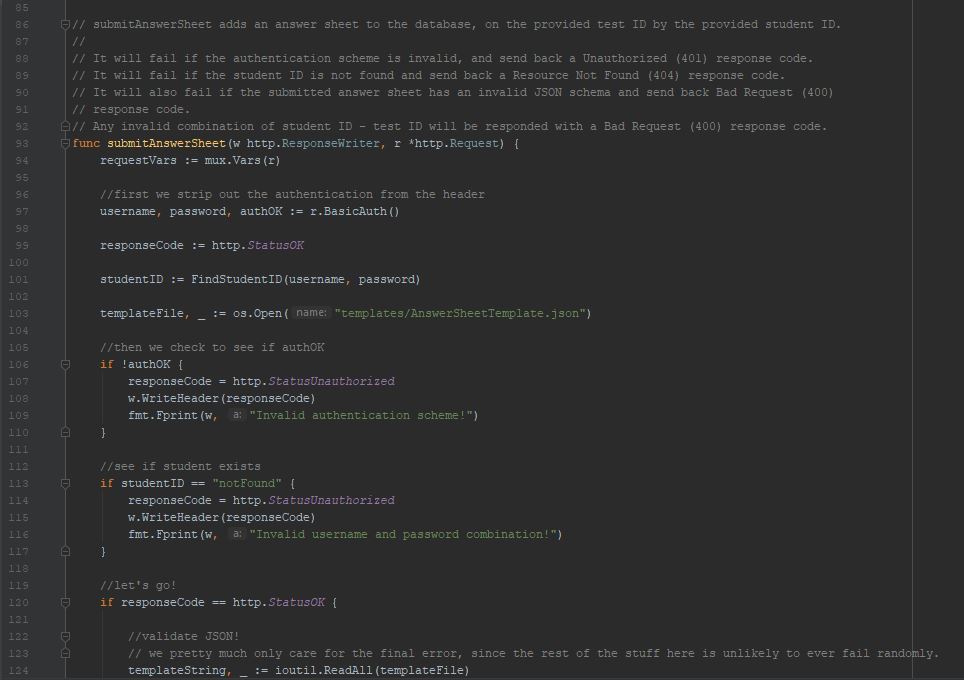 85
86 // submitAnswerSheet adds an answer sheet to the database, on the provided test ID by the provided student ID.
87 //
88 // It will fail if the authentication scheme is invalid, and send back a Unauthorized (401) response code.
89 // It will fail if the student ID is not found and send back a Resource Not Found (404) response code.
90 // It will also fail if the submitted answer sheet has an invalid JSON schema and send back Bad Request (400)
91 // response code.
92 // Any invalid combination of student ID - test ID will be responded with a Bad Request (400) response code.
93 func submitAnswerSheet(w http.ResponseWriter, r *http.Request) {
94 requestVars := mux.Vars(r)
95
96 //first we strip out the authentication from the header
97 username, password, authOK := r.BasicAuth()
98
99 responseCode := http.StatusOK
100
101 studentID := FindStudentID(username, password)
102
103 templateFile, _ := os.Open( name: "templates/AnswerSheetTemplate.json")
104
105 //then we check to see if authOK
106 if !authOK {
107 responseCode = http.StatusUnauthorized
108 w.WriteHeader(responseCode)
109 fmt.Fprint(w, a: "Invalid authentication scheme!")
110 }
111
112 //see if student exists
113 if studentID == "notFound" {
114 responseCode = http.StatusUnauthorized
115 w.WriteHeader(responseCode)
116 fmt.Fprint(w, a: "Invalid username and password combination!")
117 }
118
119 //let's go!
120 if responseCode == http.StatusOK {
121
122 //validate JSON!
123 // we pretty much only care for the final error, since the rest of the stuff here is unlikely to ever fail randomly.
124 templateString, _ := ioutil.ReadAll(templateFile)